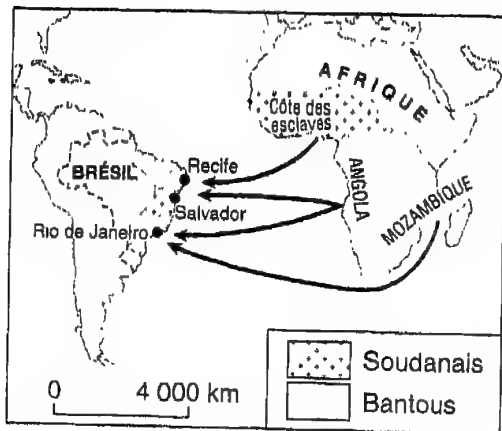 AFRIQUE
Côte des
esclaves
BRÉSIL
Recife
Salvador
Rio de Janeiro
ANGOLA
MOZAMBIQUE
Soudanais
Bantous
0 4 000 km